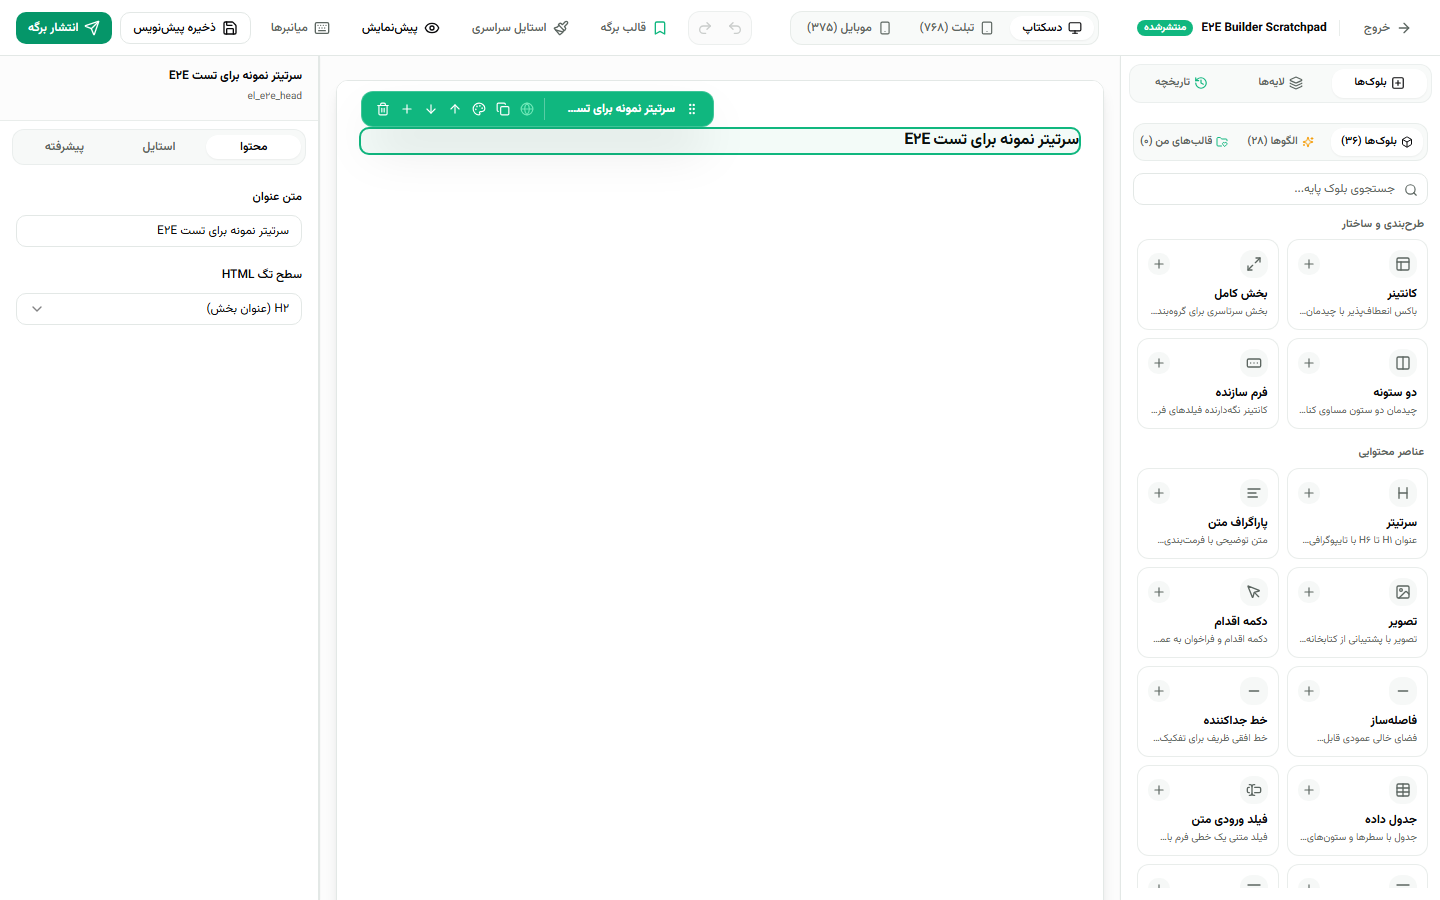 خروج
E۲E Builder Scratchpad
منتشرشده
دسکتاپ
تبلت (۷۶۸)
موبایل (۳۷۵)
قالب برگه
استایل سراسری
پیش‌نمایش
میانبرها
ذخیره پیش‌نویس
انتشار برگه
بلوک‌ها
لایه‌ها
تاریخچه
بلوک‌ها (۳۶)
الگوها (۲۸)
قالب‌های من (۰)
جستجوی بلوک پایه...
طرح‌بندی و ساختار
کانتینر
باکس انعطاف‌پذیر با چیدمان...
بخش کامل
بخش سرتاسری برای گروه‌بند...
دو ستونه
چیدمان دو ستون مساوی کنا...
فرم سازنده
کانتینر نگه‌دارنده فیلدهای فر...
عناصر محتوایی
سرتیتر
عنوان H۱ تا H۶ با تایپوگرافی...
پاراگراف متن
متن توضیحی با فرمت‌بندی...
تصویر
تصویر با پشتیبانی از کتابخانه...
دکمه اقدام
دکمه اقدام و فراخوان به عمـ...
فاصله‌ساز
فضای خالی عمودی قابل...
خط جداکننده
خط افقی ظریف برای تفکیک...
جدول داده
جدول با سطرها و ستون‌های...
فیلد ورودی متن
فیلد متنی یک خطی فرم با...
سرتیتر نمونه برای تسـ...
سرتیتر نمونه برای تست E۲E
سرتیتر نمونه برای تست E۲E
el_e۲e_head
محتوا
استایل
پیشرفته
متن عنوان
سرتیتر نمونه برای تست E۲E
سطح تگ HTML
H۲ (عنوان بخش)